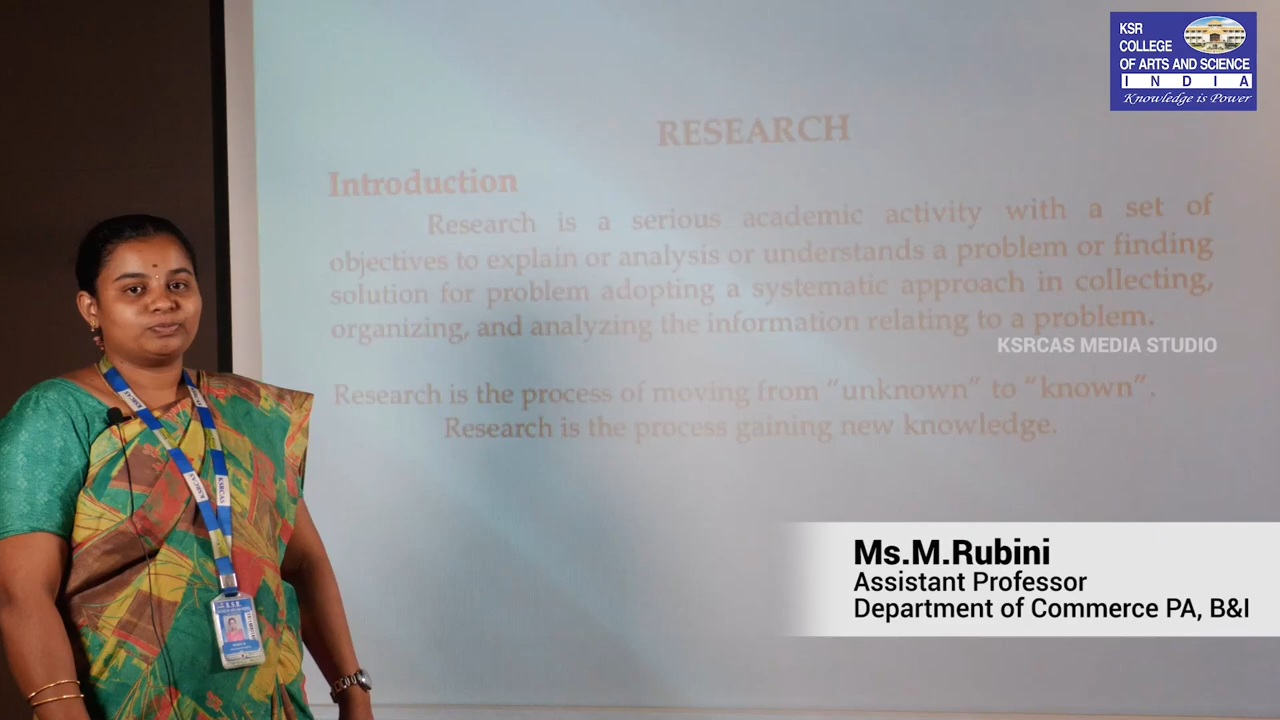 KSR
COLLEGE
OF ARTS AND SCIENCE
INDIA
Knowledge is Power
RESEARCH
Introduction
Research is a serious academic activity with a set of
objectives to explain or analysis or understands a problem or finding
solution for problem adopting a systematic approach in collecting,
organizing, and analyzing the information relating to a problem.
KSRCAS MEDIA STUDIO
Research is the process of moving from “unknown” to “known”.
Research is the process gaining new knowledge.
KSRCAS
KSRCAS
K.S.R.
Ms.M.Rubini
Assistant Professor
Department of Commerce PA, B&I